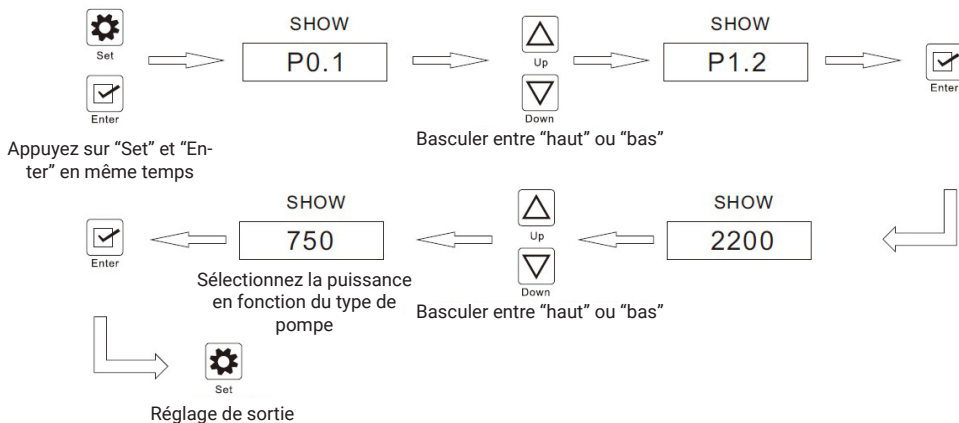 SHOW
SHOW
Set
P0.1
Up
P1.2
Enter
Enter
Down
Appuyez sur “Set” et “En-
ter” en même temps
Basculer entre “haut” ou “bas”
SHOW
SHOW
Enter
750
Up
2200
Sélectionnez la puissance
en fonction du type de
pompe
Down
Basculer entre “haut” ou “bas”
Set
Réglage de sortie